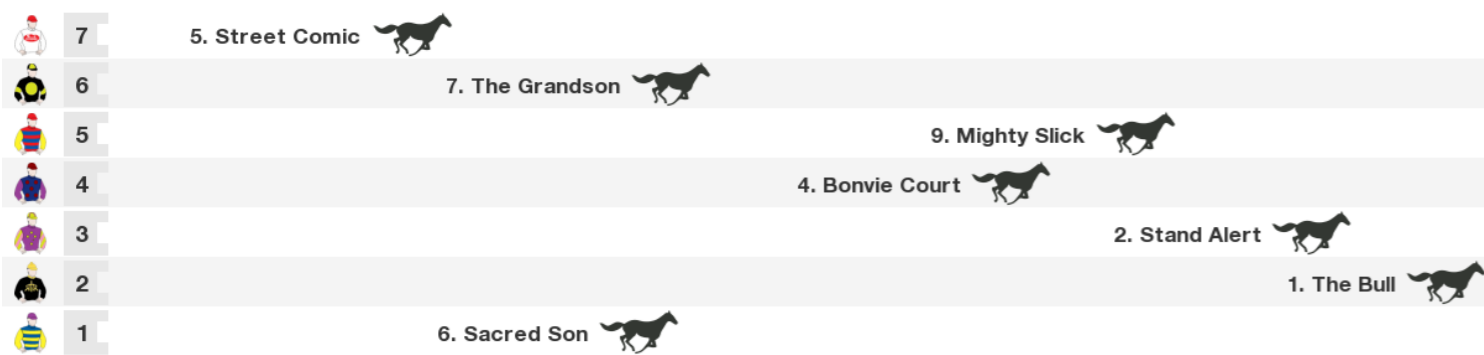 7 5. Street Comic
6 7. The Grandson
5 9. Mighty Slick
4 4. Bonvie Court
3 2. Stand Alert
2 1. The Bull
1 6. Sacred Son